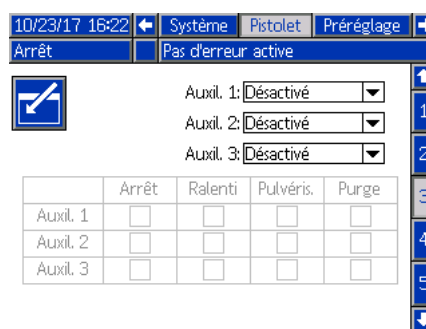 10/23/17 16:22 Système Pistolet Préréglage
Arrêt Pas d'erreur active
Auxil. 1: Désactivé
Auxil. 2: Désactivé
Auxil. 3: Désactivé
Arrêt Ralenti Pulvéris. Purge
Auxil. 1
Auxil. 2
Auxil. 3
1
2
3
4
5